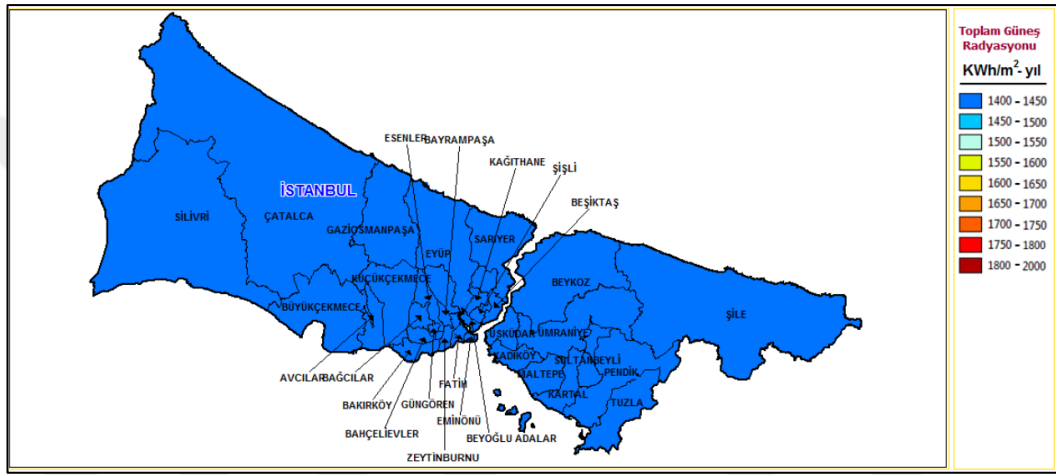 Toplam Güneş
Radyasyonu
KWh/m²- yıl
1400 - 1450
1450 - 1500
1500 - 1550
1550 - 1600
1600 - 1650
1650 - 1700
1700 - 1750
1750 - 1800
1800 - 2000
ESENLER
BAYRAMPAŞA
KAĞITHANE
ŞİŞLİ
BEŞİKTAŞ
İSTANBUL
SİLİVRİ
ÇATALCA
GAZİOSMANPAŞA
SARIYER
EYÜP
KÜÇÜKÇEKMECE
BÜYÜKÇEKMECE
BEYKOZ
ŞİLE
ÜSKÜDAR
ÜMRANİYE
KADIKÖY
SULTANBEYLİ
MALTEPE
PENDİK
KARTAL
TUZLA
AVCILAR
BAĞCILAR
FATİH
BAKIRKÖY
GÜNGÖREN
EMİNÖNÜ
BAHÇELİEVLER
BEYOĞLU ADALAR
ZEYTİNBURNU